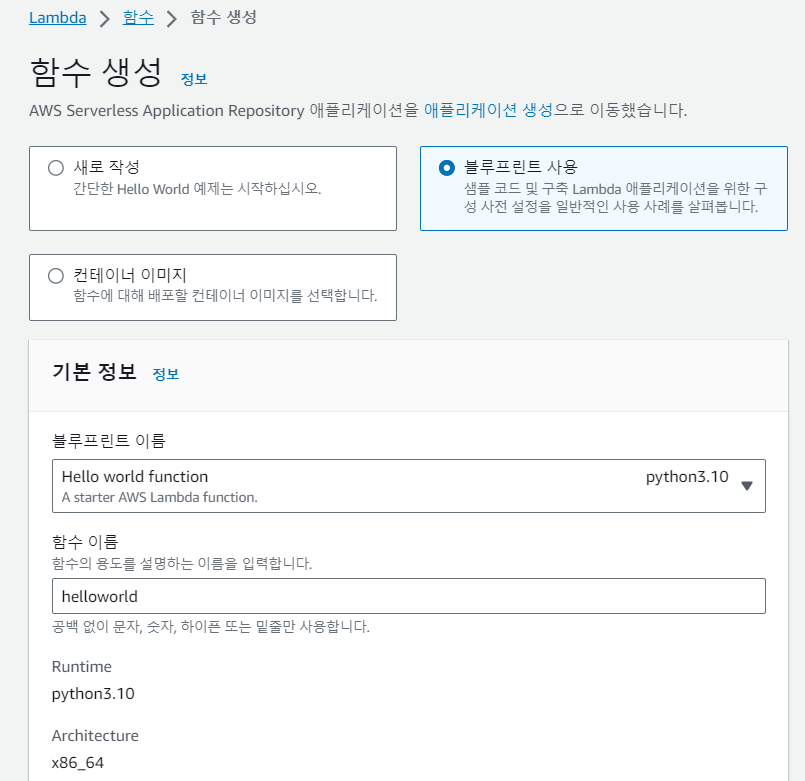 Lambda > 함수 > 함수 생성
함수 생성 정보
AWS Serverless Application Repository 애플리케이션을 애플리케이션 생성으로 이동했습니다.
새로 작성
간단한 Hello World 예제는 시작하십시오.
블루프린트 사용
샘플 코드 및 구축 Lambda 애플리케이션을 위한 구
성 사전 설정을 일반적인 사용 사례를 살펴봅니다.
컨테이너 이미지
함수에 대해 배포할 컨테이너 이미지를 선택합니다.
기본 정보 정보
블루프린트 이름
Hello world function python3.10
A starter AWS Lambda function.
함수 이름
함수의 용도를 설명하는 이름을 입력합니다.
helloworld
공백 없이 문자, 숫자, 하이픈 또는 밑줄만 사용합니다.
Runtime
python3.10
Architecture
x86_64